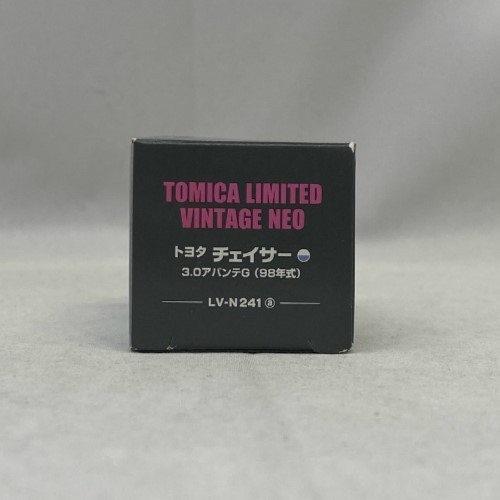 TOMICA LIMITED
VINTAGE NEO
トヨタ チェイサー
3.0アバンテG（98年式）
LV-N241ⓐ